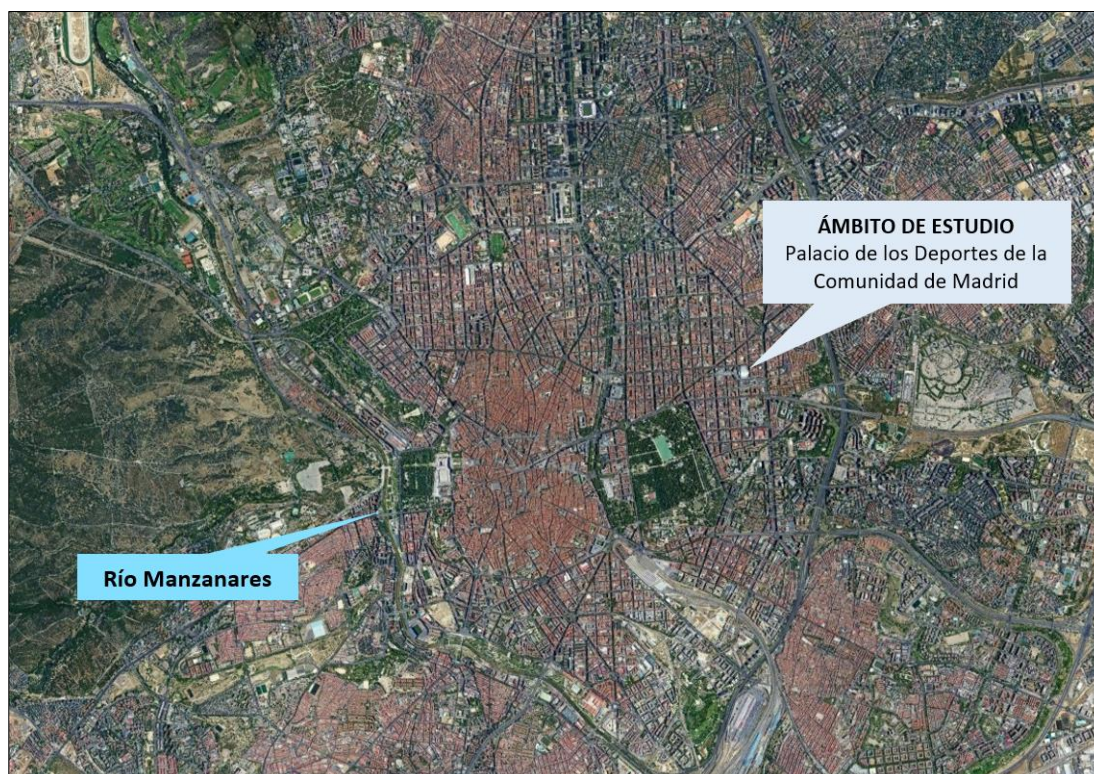 ÁMBITO DE ESTUDIO
Palacio de los Deportes de la
Comunidad de Madrid
Río Manzanares